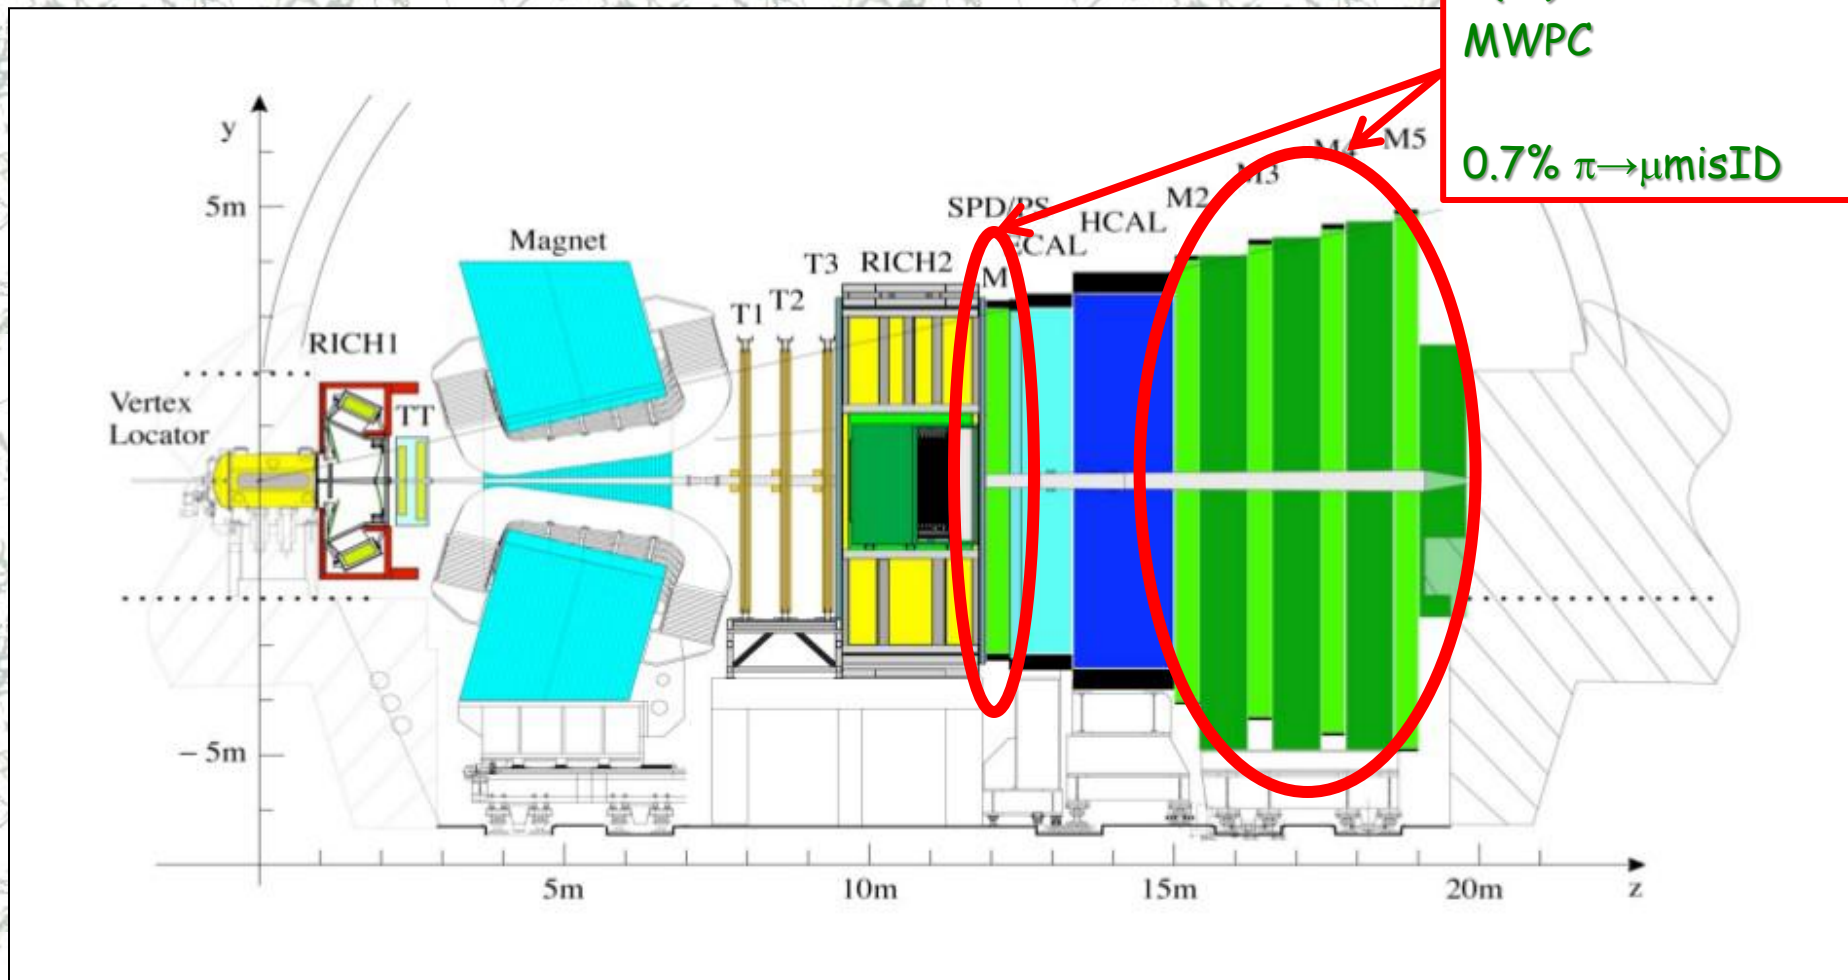 MWPC
0.7% π→μmisID
y
5m
Magnet
T1
T2
T3
RICH2
SPD/PS
ECAL
M
HCAL
M2
M3
M4
M5
RICH1
Vertex
Locator
TT
− 5m
5m
10m
15m
20m
z